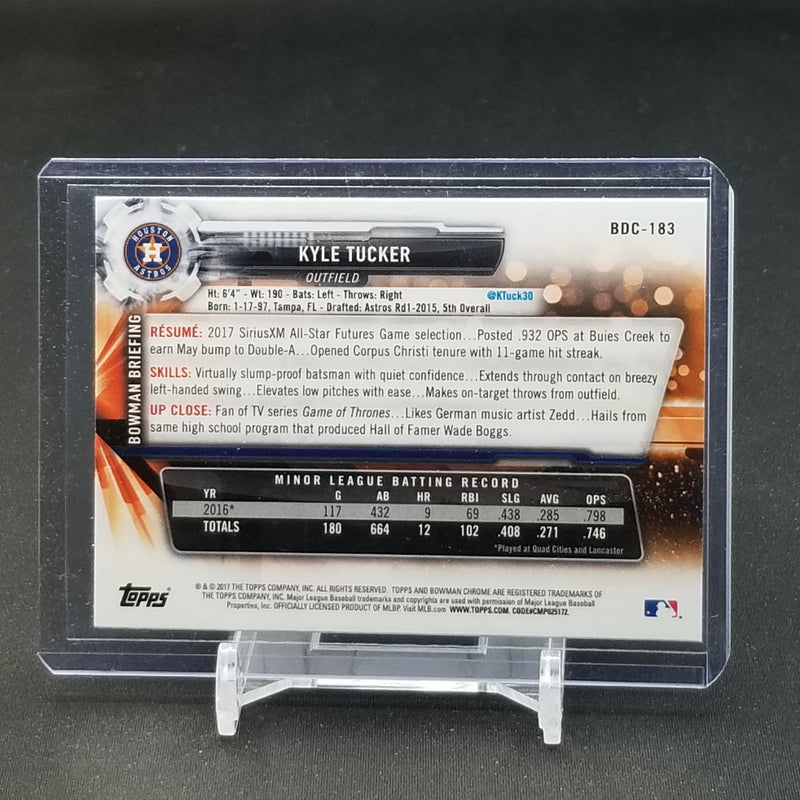 HOUSTON
H
ASTROS
BDC-183
KYLE TUCKER
OUTFIELD
Ht: 6'4" - Wt: 190 - Bats: Left - Throws: Right @KTuck30
Born: 1-17-97, Tampa, FL - Drafted: Astros Rd1-2015, 5th Overall
BOWMAN BRIEFING
RÉSUMÉ: 2017 SiriusXM All-Star Futures Game selection...Posted .932 OPS at Buies Creek to
earn May bump to Double-A...Opened Corpus Christi tenure with 11-game hit streak.
SKILLS: Virtually slump-proof batsman with quiet confidence...Extends through contact on breezy
left-handed swing...Elevates low pitches with ease...Makes on-target throws from outfield.
UP CLOSE: Fan of TV series Game of Thrones...Likes German music artist Zedd...Hails from
same high school program that produced Hall of Famer Wade Boggs.
MINOR LEAGUE BATTING RECORD
YR G AB HR RBI SLG AVG OPS
2016* 117 432 9 69 .438 .285 .798
TOTALS 180 664 12 102 .408 .271 .746
*Played at Quad Cities and Lancaster
TOPPS
® & © 2017 THE TOPPS COMPANY, INC. ALL RIGHTS RESERVED. TOPPS AND BOWMAN CHROME ARE REGISTERED TRADEMARKS OF
THE TOPPS COMPANY, INC. Major League Baseball trademarks and copyrights are used with permission of Major League Baseball
Properties, Inc. OFFICIALLY LICENSED PRODUCT OF MLBP. Visit MLB.com WWW.TOPPS.COM. CODE#CMP025172.